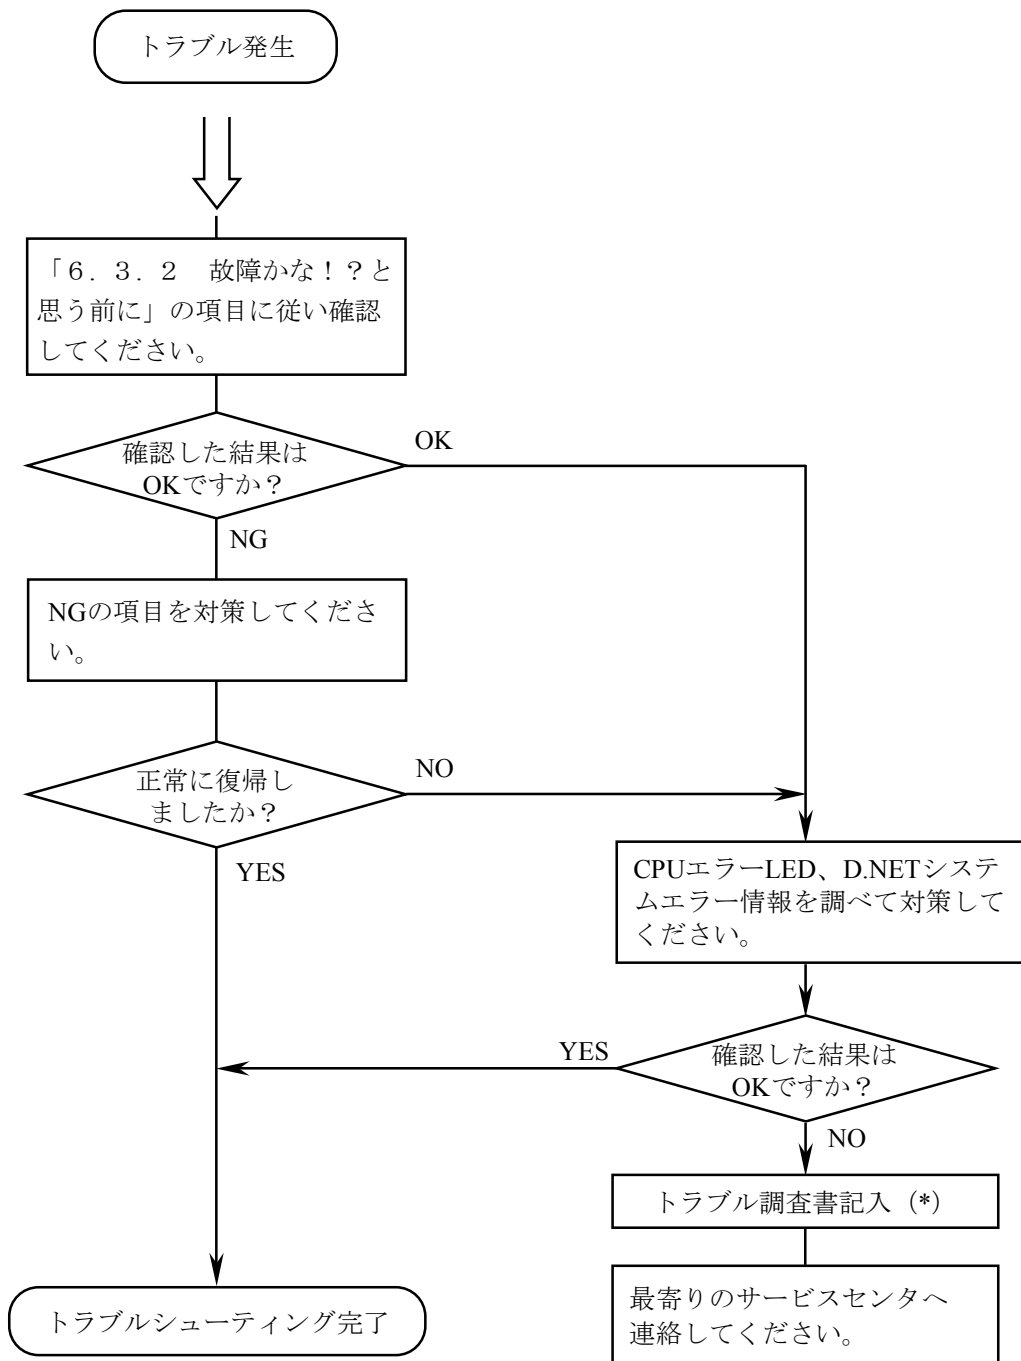 トラブル発生
「６．３．２　故障かな！？と
思う前に」の項目に従い確認
してください。
確認した結果は
OKですか？
OK
NG
NGの項目を対策してくださ
い。
正常に復帰し
ましたか？
NO
YES
CPUエラーLED、D.NETシステ
ムエラー情報を調べて対策して
ください。
確認した結果は
OKですか？
YES
NO
トラブル調査書記入（*）
最寄りのサービスセンタへ
連絡してください。
トラブルシューティング完了